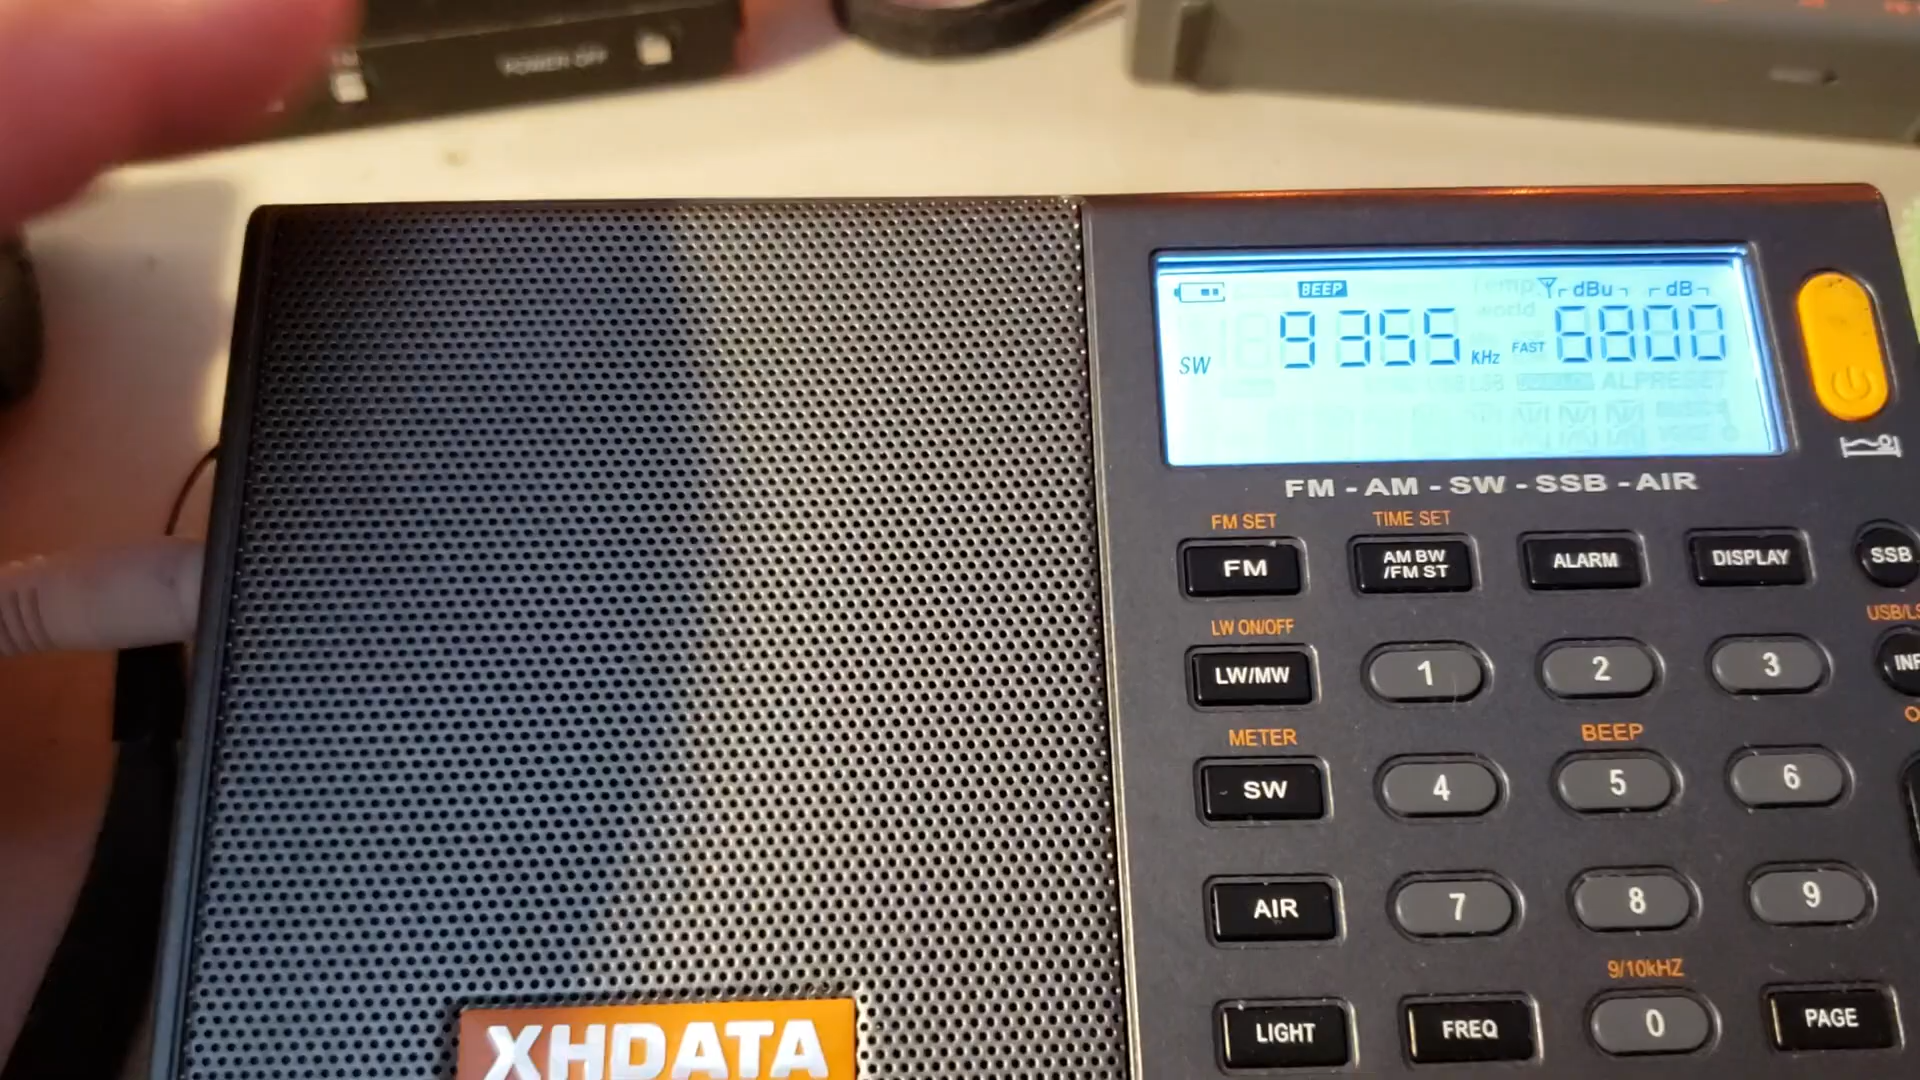 POWER OFF
BEEP dBu dB
SW 9355 kHz FAST 5800
FM - AM - SW - SSB - AIR
FM SET TIME SET
FM AM BW /FM ST ALARM DISPLAY SSB
LW ON/OFF
LW/MW 1 2 3
METER BEEP
SW 4 5 6
AIR 7 8 9
9/10kHZ
LIGHT FREQ 0 PAGE
XHDATA